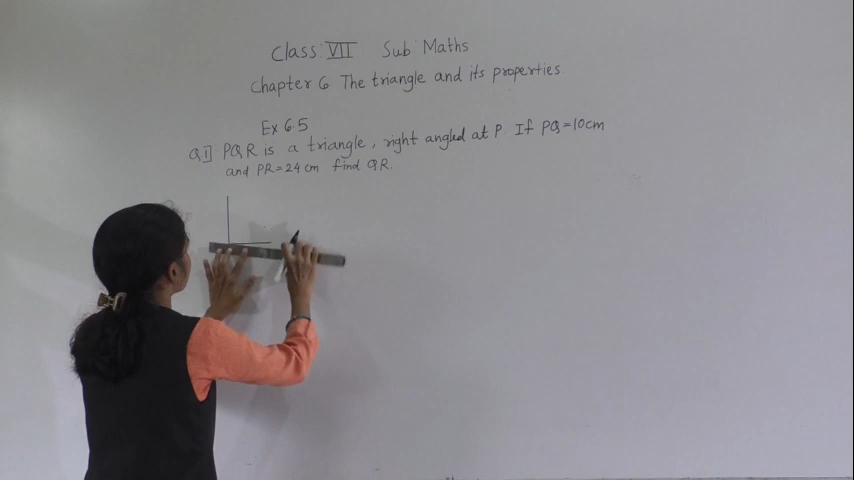 Class VII Sub Maths
Chapter 6 The triangle and its properties
Ex 6.5
Q1] PQR is a triangle, right angled at P. If PQ=10cm
and PR=24 cm find QR.